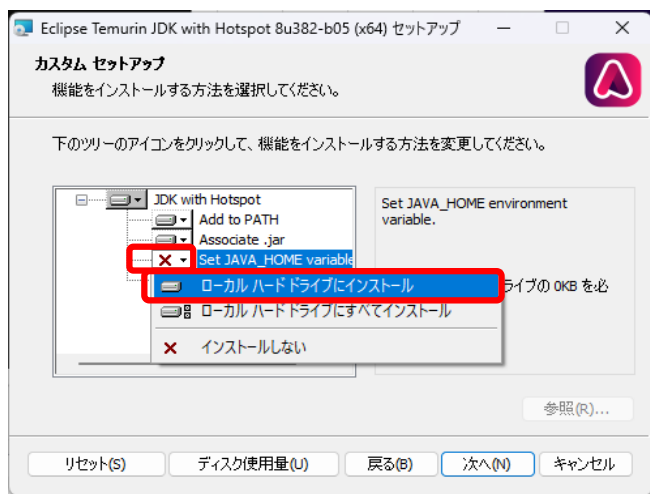 Eclipse Temurin JDK with Hotspot 8u382-b05 (x64) セットアップ
カスタム セットアップ
機能をインストールする方法を選択してください。
下のツリーのアイコンをクリックして、機能をインストールする方法を変更してください。
JDK with Hotspot
Add to PATH
Associate .jar
Set JAVA_HOME variable
Set JAVA_HOME environment
variable.
ローカル ハード ドライブにインストール
ライブの 0KB を必
ローカル ハード ドライブにすべてインストール
インストールしない
参照(R)...
リセット(S)
ディスク使用量(U)
戻る(B)
次へ(N)
キャンセル